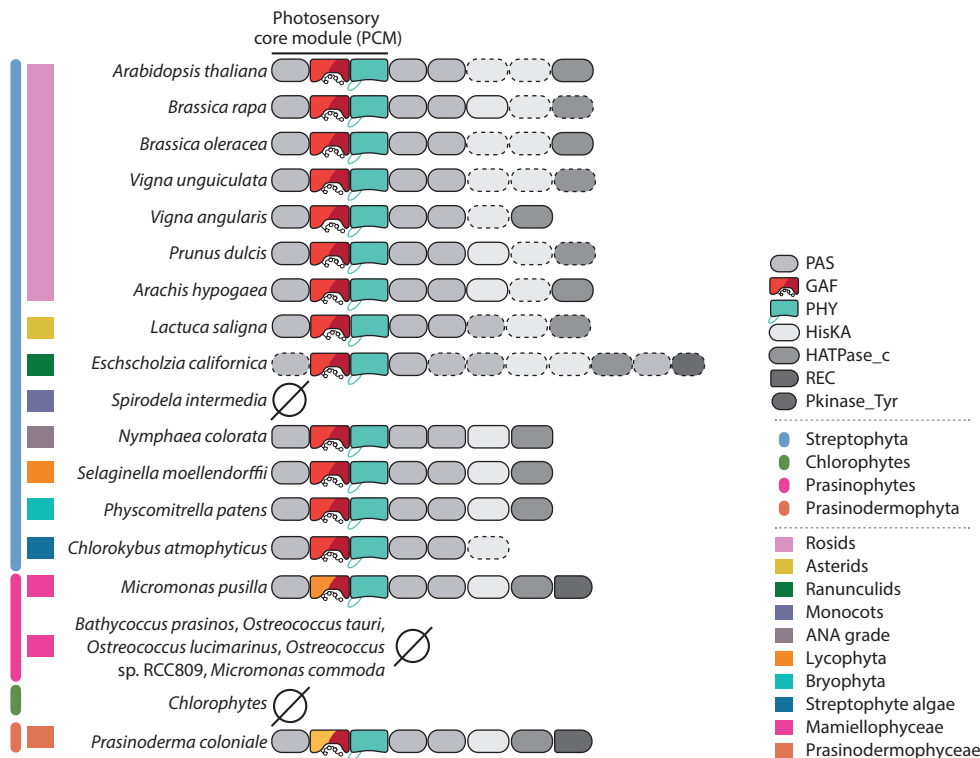 Photosensory
core module (PCM)
Arabidopsis thaliana
Brassica rapa
Brassica oleracea
Vigna unguiculata
Vigna angularis
Prunus dulcis
Arachis hypogaea
Lactuca saligna
Eschscholzia californica
Spirodela intermedia
Nymphaea colorata
Selaginella moellendorffii
Physcomitrella patens
Chlorokybus atmophyticus
Micromonas pusilla
Bathycoccus prasinos, Ostreococcus tauri,
Ostreococcus lucimarinus, Ostreococcus
sp. RCC809, Micromonas commoda
Chlorophytes
Prasinoderma coloniale
PAS
GAF
PHY
HisKA
HATPase_c
REC
Pkinase_Tyr
Streptophyta
Chlorophytes
Prasinophytes
Prasinodermophyta
Rosids
Asterids
Ranunculids
Monocots
ANA grade
Lycophyta
Bryophyta
Streptophyte algae
Mamiellophyceae
Prasinodermophyceae